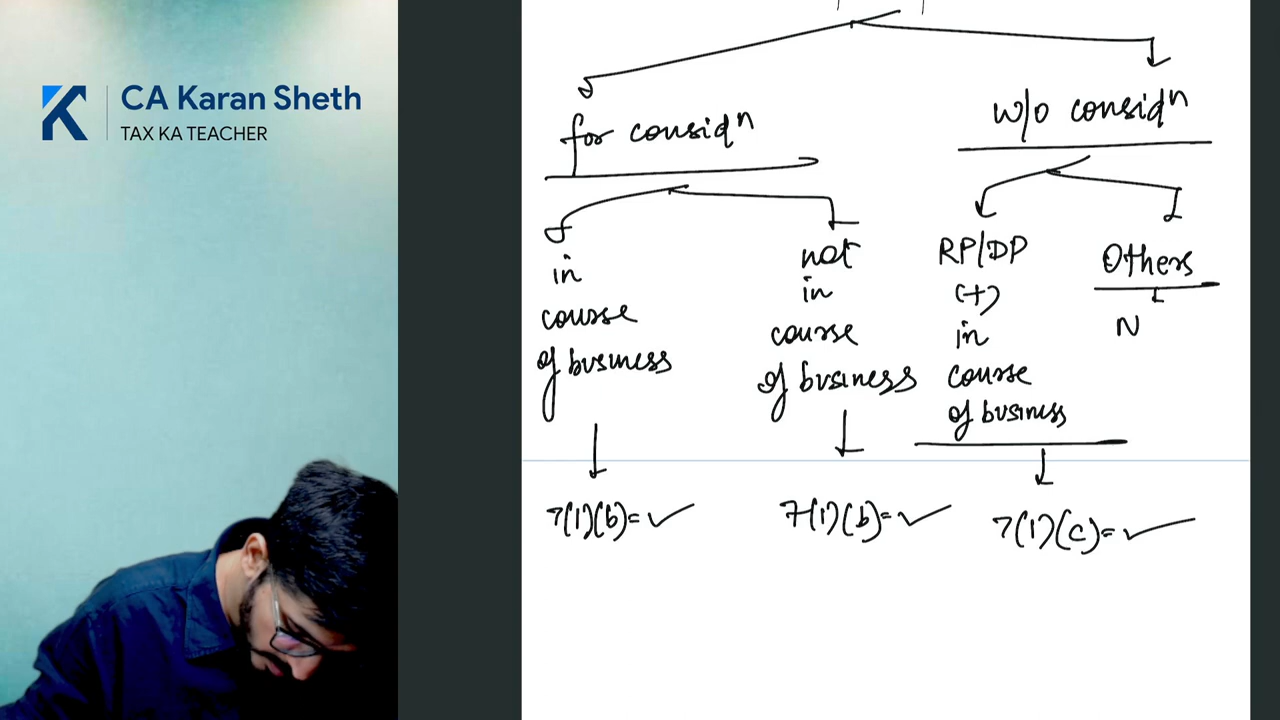 CA Karan Sheth
TAX KA TEACHER
for considⁿ
w/o considⁿ
in
course
of business
not
in
course
of business
RP/DP
(+)
in
course
of business
Others
N
7(1)(b)= ✓
7(1)(b)= ✓
7(1)(c)= ✓